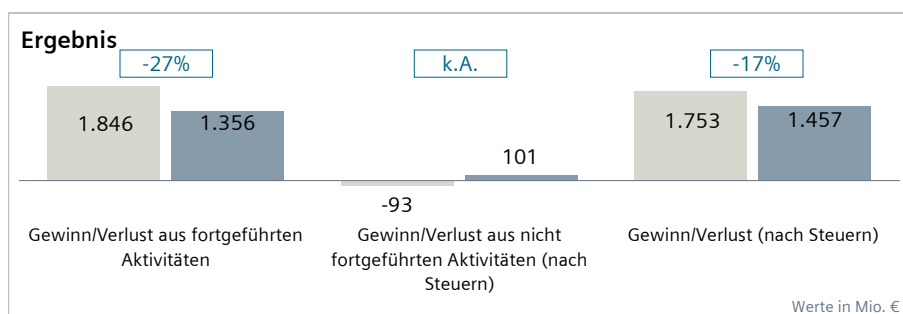 Ergebnis
-27%
k.A.
-17%
1.846
1.356
-93
101
1.753
1.457
Gewinn/Verlust aus fortgeführten
Aktivitäten
Gewinn/Verlust aus nicht
fortgeführten Aktivitäten (nach
Steuern)
Gewinn/Verlust (nach Steuern)
Werte in Mio. €